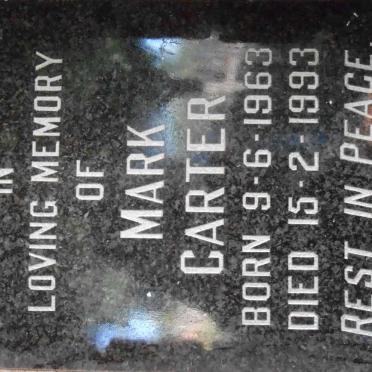 IN
LOVING MEMORY
OF
MARK
CARTER
BORN 9-6-1963
DIED 15-2-1993
REST IN PEACE.